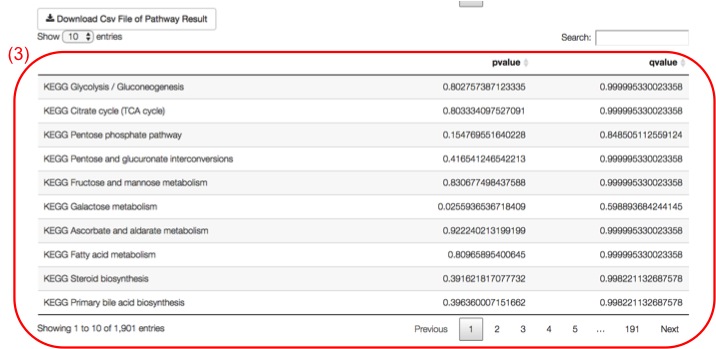 Download Csv File of Pathway Result
Show 10 entries
Search:
(3)
pvalue qvalue
KEGG Glycolysis / Gluconeogenesis 0.802757387123335 0.999995330023358
KEGG Citrate cycle (TCA cycle) 0.803334097527091 0.999995330023358
KEGG Pentose phosphate pathway 0.154769551640228 0.848505112559124
KEGG Pentose and glucuronate interconversions 0.416541246542213 0.999995330023358
KEGG Fructose and mannose metabolism 0.830677498437588 0.999995330023358
KEGG Galactose metabolism 0.0255936536718409 0.598893684244145
KEGG Ascorbate and aldarate metabolism 0.922240213199199 0.999995330023358
KEGG Fatty acid metabolism 0.80965895400645 0.999995330023358
KEGG Steroid biosynthesis 0.391621817077732 0.998221132687578
KEGG Primary bile acid biosynthesis 0.396360007151662 0.998221132687578
Showing 1 to 10 of 1,901 entries
Previous 1 2 3 4 5 ... 191 Next